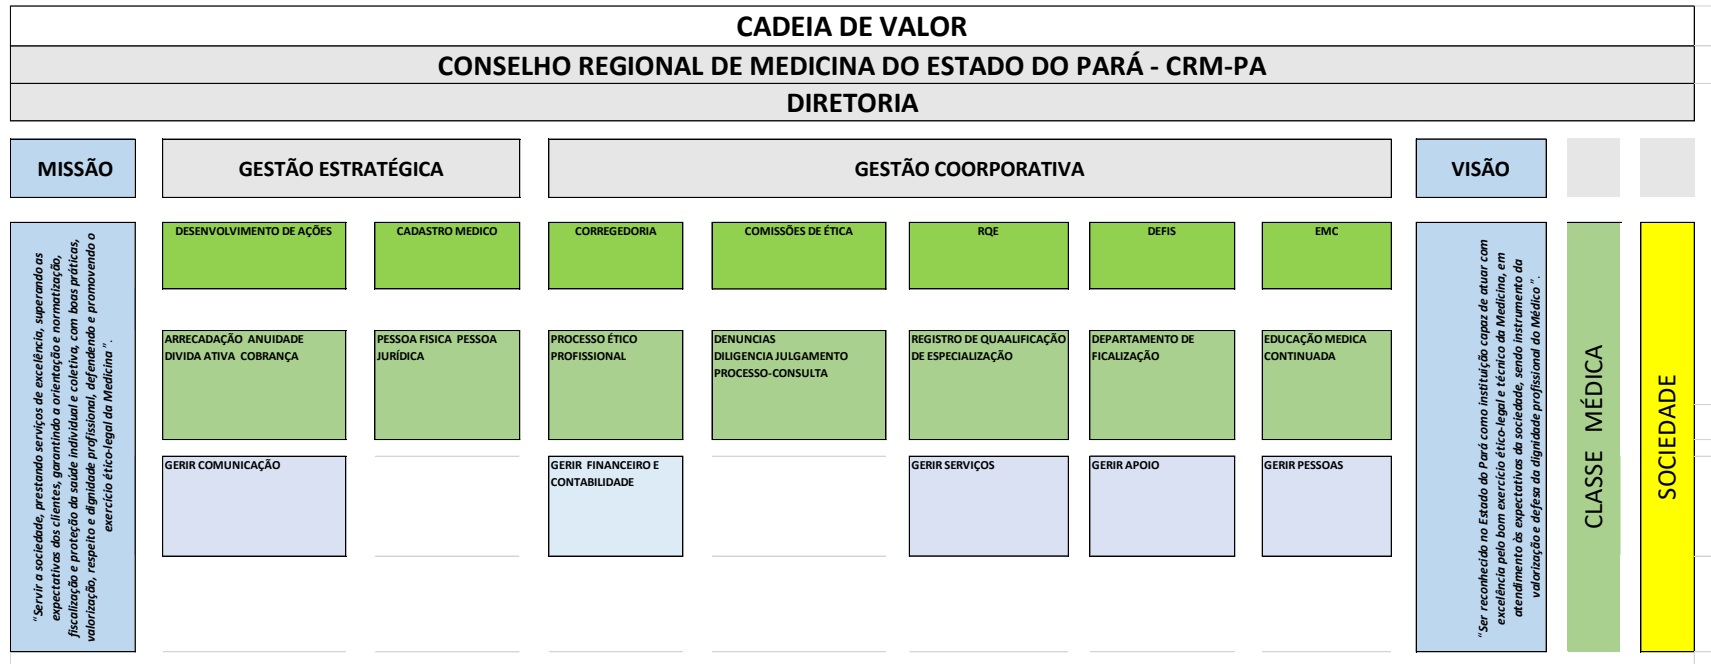 CADEIA DE VALOR
CONSELHO REGIONAL DE MEDICINA DO ESTADO DO PARÁ - CRM-PA
DIRETORIA
MISSÃO
GESTÃO ESTRATÉGICA
GESTÃO COORPORATIVA
VISÃO
"Servir a sociedade, prestando serviços de excelência, superando as
expectativas dos clientes, garantindo a orientação e normatização,
fiscalização e proteção da saúde individual e coletiva, com boas práticas,
valorização, respeito e dignidade profissional, defendendo e promovendo o
exercício ético-legal da Medicina".
DESENVOLVIMENTO DE AÇÕES
CADASTRO MEDICO
CORREGEDORIA
COMISSÕES DE ÉTICA
RQE
DEFIS
EMC
ARRECADAÇÃO ANUIDADE
DIVIDA ATIVA COBRANÇA
PESSOA FISICA PESSOA
JURÍDICA
PROCESSO ÉTICO
PROFISSIONAL
DENUNCIAS
DILIGENCIA JULGAMENTO
PROCESSO-CONSULTA
REGISTRO DE QUAALIFICAÇÃO
DE ESPECIALIZAÇÃO
DEPARTAMENTO DE
FICALIZAÇÃO
EDUCAÇÃO MEDICA
CONTINUADA
GERIR COMUNICAÇÃO
GERIR FINANCEIRO E
CONTABILIDADE
GERIR SERVIÇOS
GERIR APOIO
GERIR PESSOAS
"Ser reconhecido no Estado do Pará como instituição capaz de atuar com
excelência pelo bom exercício ético-legal e técnico da Medicina, em
atendimento às expectativas da sociedade, sendo instrumento da
valorização e defesa da dignidade profissional do Médico".
CLASSE MÉDICA
SOCIEDADE